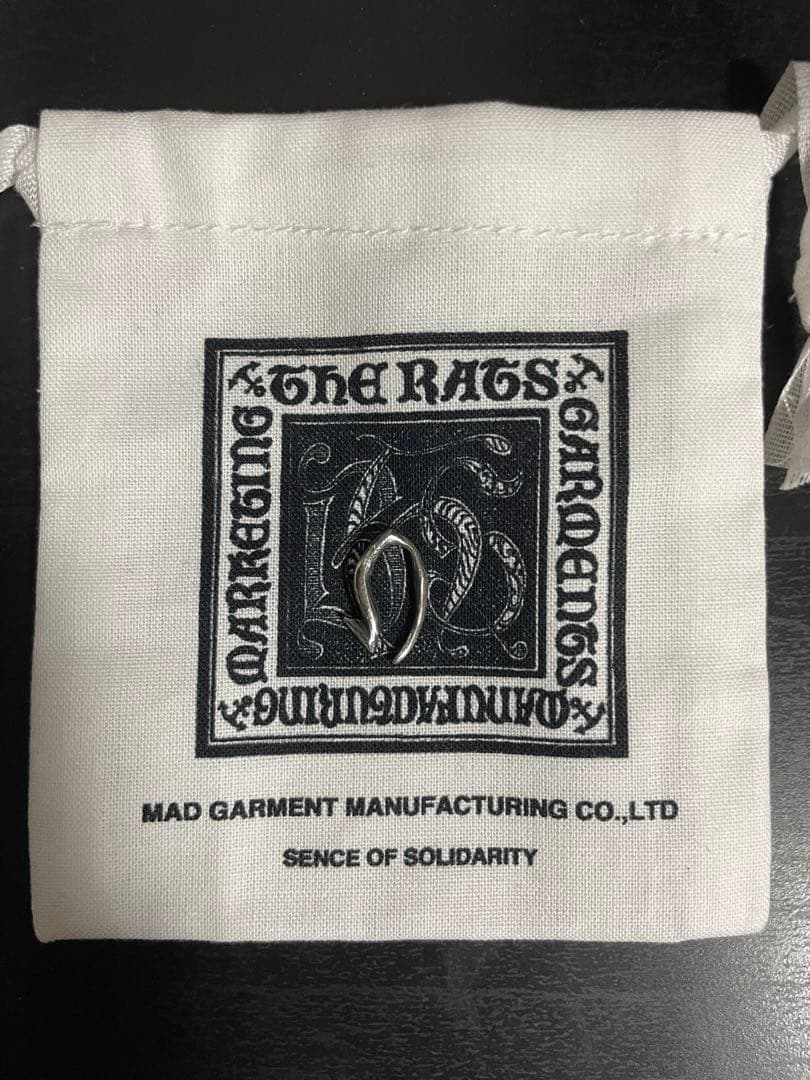 THE RATS
GARMENTS
MANUFACTURING
MARKETING
MAD GARMENT MANUFACTURING CO.,LTD
SENCE OF SOLIDARITY